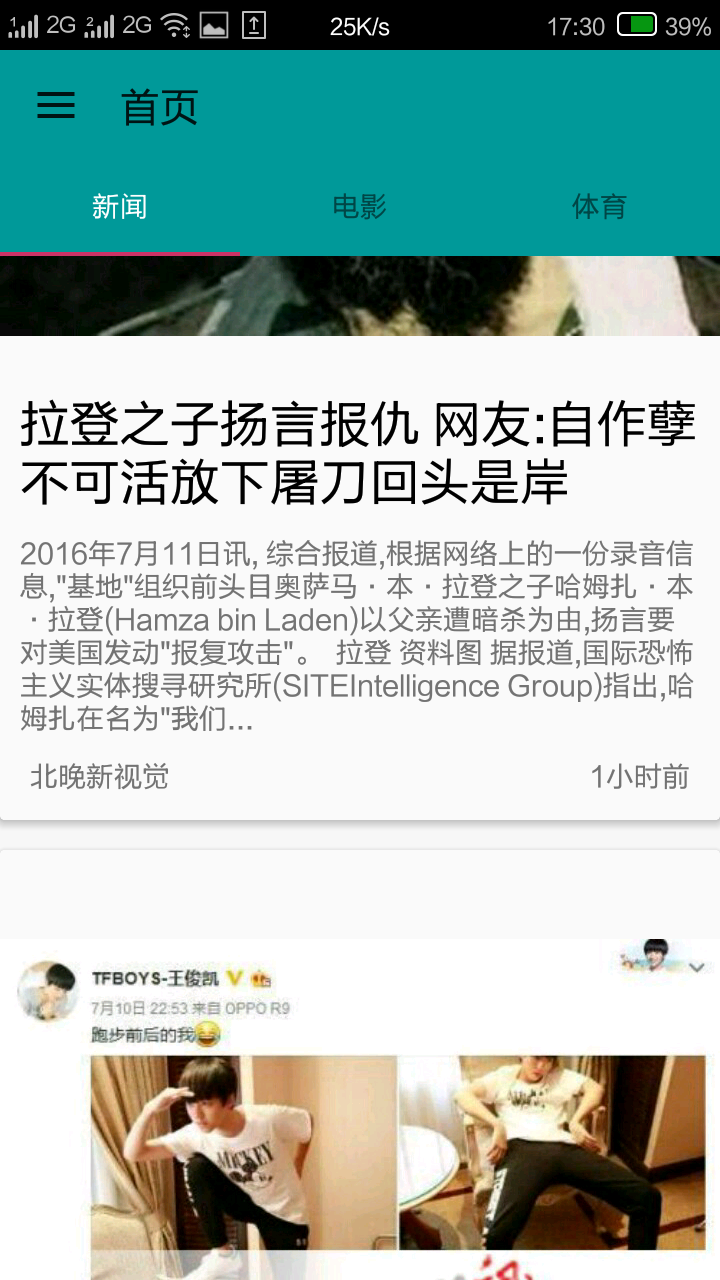 1 2G 2 2G 25K/s 17:30 39%
首页
新闻 电影 体育
拉登之子扬言报仇 网友:自作孽
不可活放下屠刀回头是岸
2016年7月11日讯, 综合报道,根据网络上的一份录音信
息,"基地"组织前头目奥萨马·本·拉登之子哈姆扎·本
·拉登(Hamza bin Laden)以父亲遭暗杀为由,扬言要
对美国发动"报复攻击"。 拉登 资料图 据报道,国际恐怖
主义实体搜寻研究所(SITEIntelligence Group)指出,哈
姆扎在名为"我们...
北晚新视觉 1小时前
TFBOYS-王俊凯
7月10日 22:53 来自 OPPO R9
跑步前后的我
MICKEY